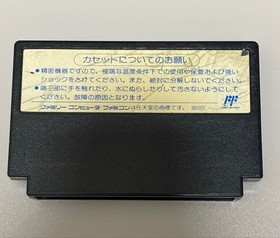 カセットについてのお願い
●精密機器ですので、極端な温度条件下での使用や保管および強い
ショックをさけてください。また、絶対に分解しないでください。
●端子部に手を触れたり、水にぬらしたりして汚さないようにして
ください。故障の原因となります。
ファミリーコンピュータ・ファミコンは任天堂の商標です。
FF